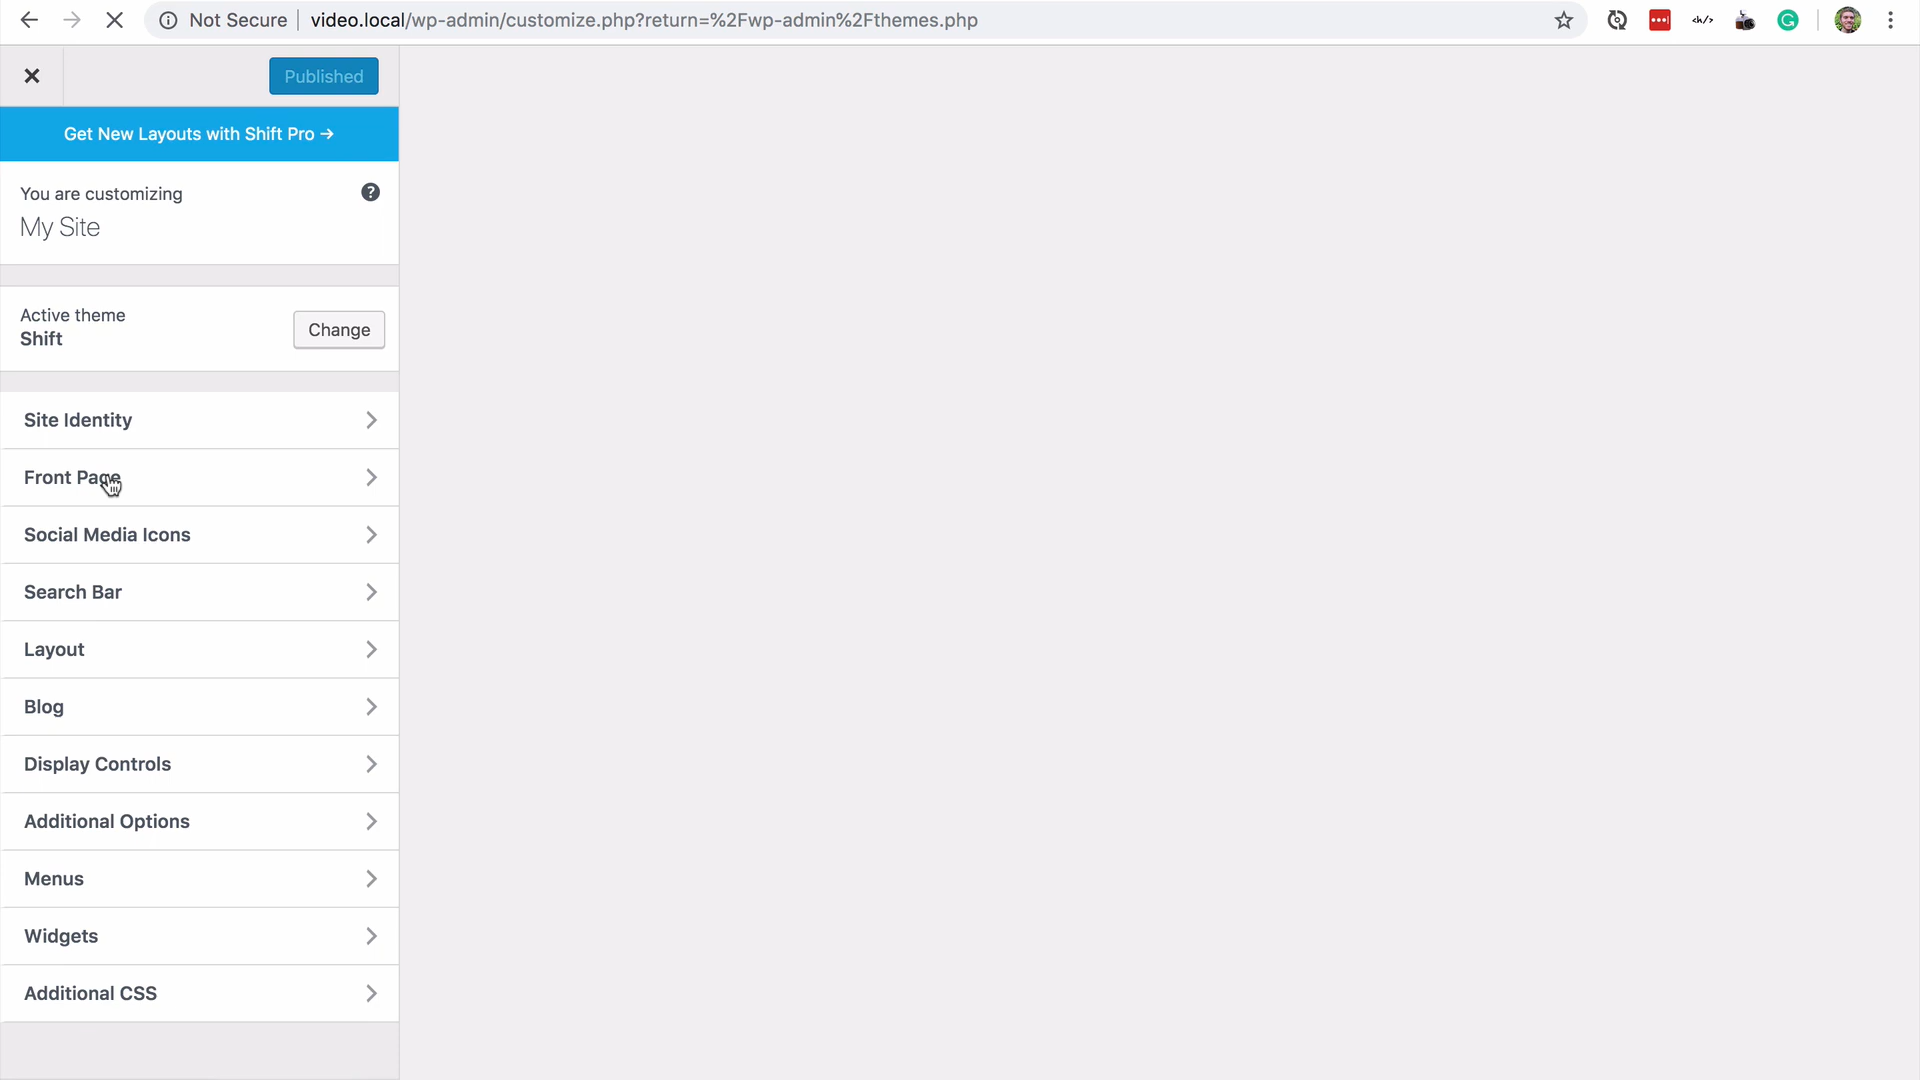 Not Secure
video.local/wp-admin/customize.php?return=%2Fwp-admin%2Fthemes.php
Published
Get New Layouts with Shift Pro →
You are customizing
?
My Site
Active theme
Shift
Change
Site Identity
Front Page
Social Media Icons
Search Bar
Layout
Blog
Display Controls
Additional Options
Menus
Widgets
Additional CSS